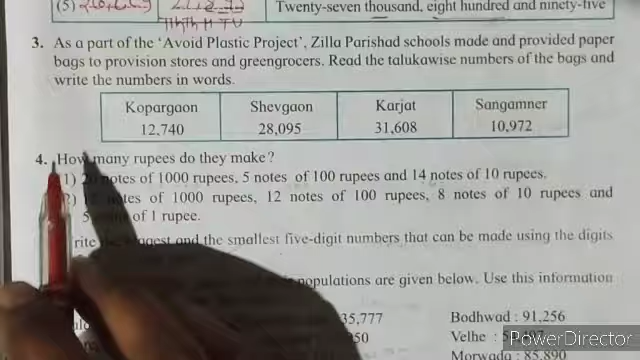 (5)
Twenty-seven thousand, eight hundred and ninety-five
TTh Th H T U
3. As a part of the 'Avoid Plastic Project', Zilla Parishad schools made and provided paper
bags to provision stores and greengrocers. Read the talukawise numbers of the bags and
write the numbers in words.
Kopargaon Shevgaon Karjat Sangamner
12,740 28,095 31,608 10,972
4. How many rupees do they make?
notes of 1000 rupees, 5 notes of 100 rupees and 14 notes of 10 rupees.
notes of 1000 rupees, 12 notes of 100 rupees, 8 notes of 10 rupees and
5 of 1 rupee.
and the smallest five-digit numbers that can be made using the digits
populations are given below. Use this information
35,777 Bodhwad : 91,256
Velhe :
Morwada : 85,890
PowerDirector